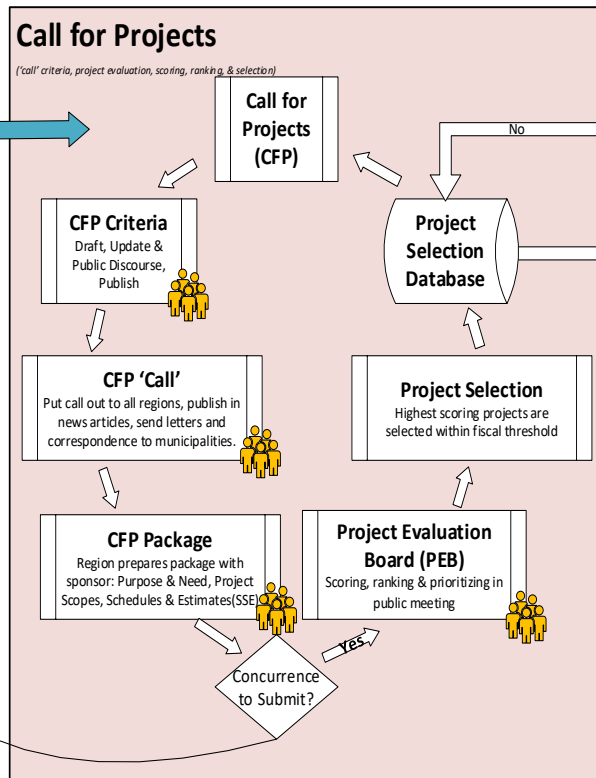 Call for Projects
('call' criteria, project evaluation, scoring, ranking, & selection)
Call for
Projects
(CFP)
No
CFP Criteria
Draft, Update &
Public Discourse,
Publish
Project
Selection
Database
CFP ‘Call’
Put call out to all regions, publish in
news articles, send letters and
correspondence to municipalities.
Project Selection
Highest scoring projects are
selected within fiscal threshold
CFP Package
Region prepares package with
sponsor: Purpose & Need, Project
Scopes, Schedules & Estimates(SSE)
Project Evaluation
Board (PEB)
Scoring, ranking & prioritizing in
public meeting
Yes
Concurrence
to Submit?